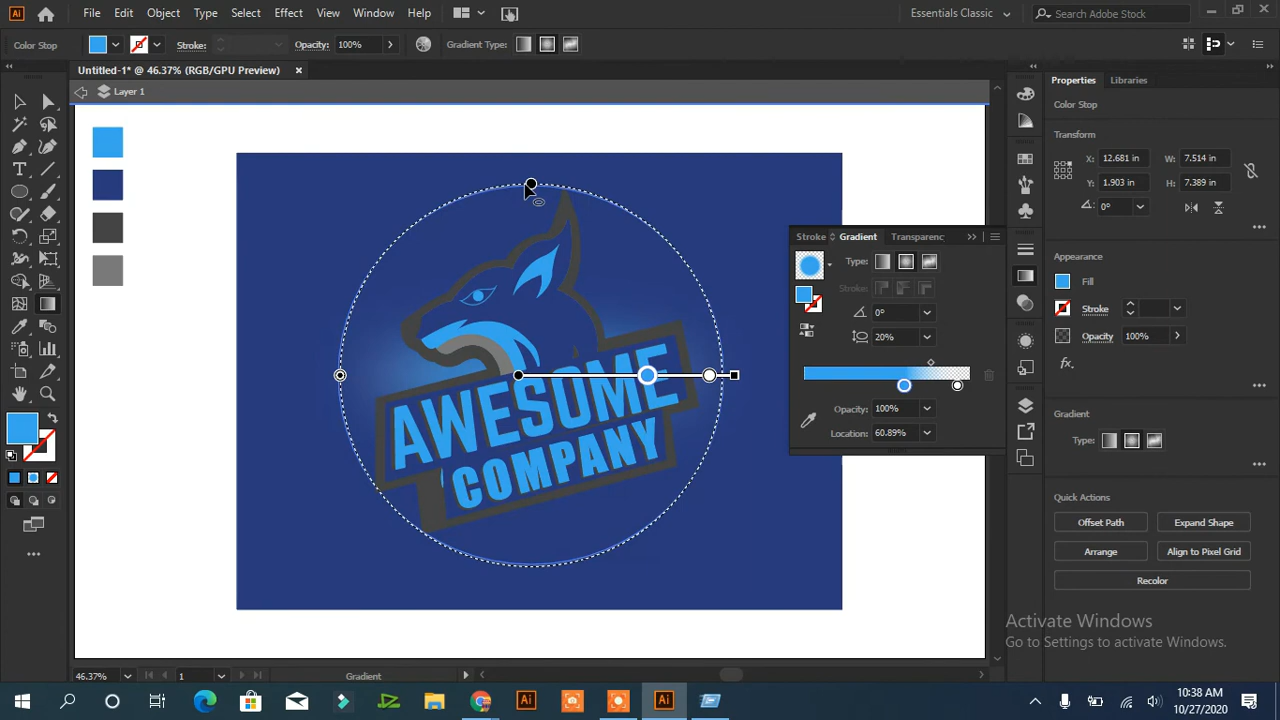 Ai File Edit Object Type Select Effect View Window Help Essentials Classic Search Adobe Stock
Color Stop Stroke: Opacity: 100% Gradient Type:
Untitled-1* @ 46.37% (RGB/GPU Preview)
Layer 1
Properties Libraries
Color Stop
Transform
X: 12.681 in W: 7.514 in
Y: 1.903 in H: 7.389 in
0°
Appearance
Fill
Stroke
Opacity 100%
fx.
Gradient
Type:
Quick Actions
Offset Path Expand Shape
Arrange Align to Pixel Grid
Recolor
Stroke Gradient Transparenc
Type:
Stroke:
0°
20%
Opacity: 100%
Location: 60.89%
AWESOME
COMPANY
Activate Windows
Go to Settings to activate Windows.
46.37% 1 Gradient
Ai Ai 10:38 AM
10/27/2020